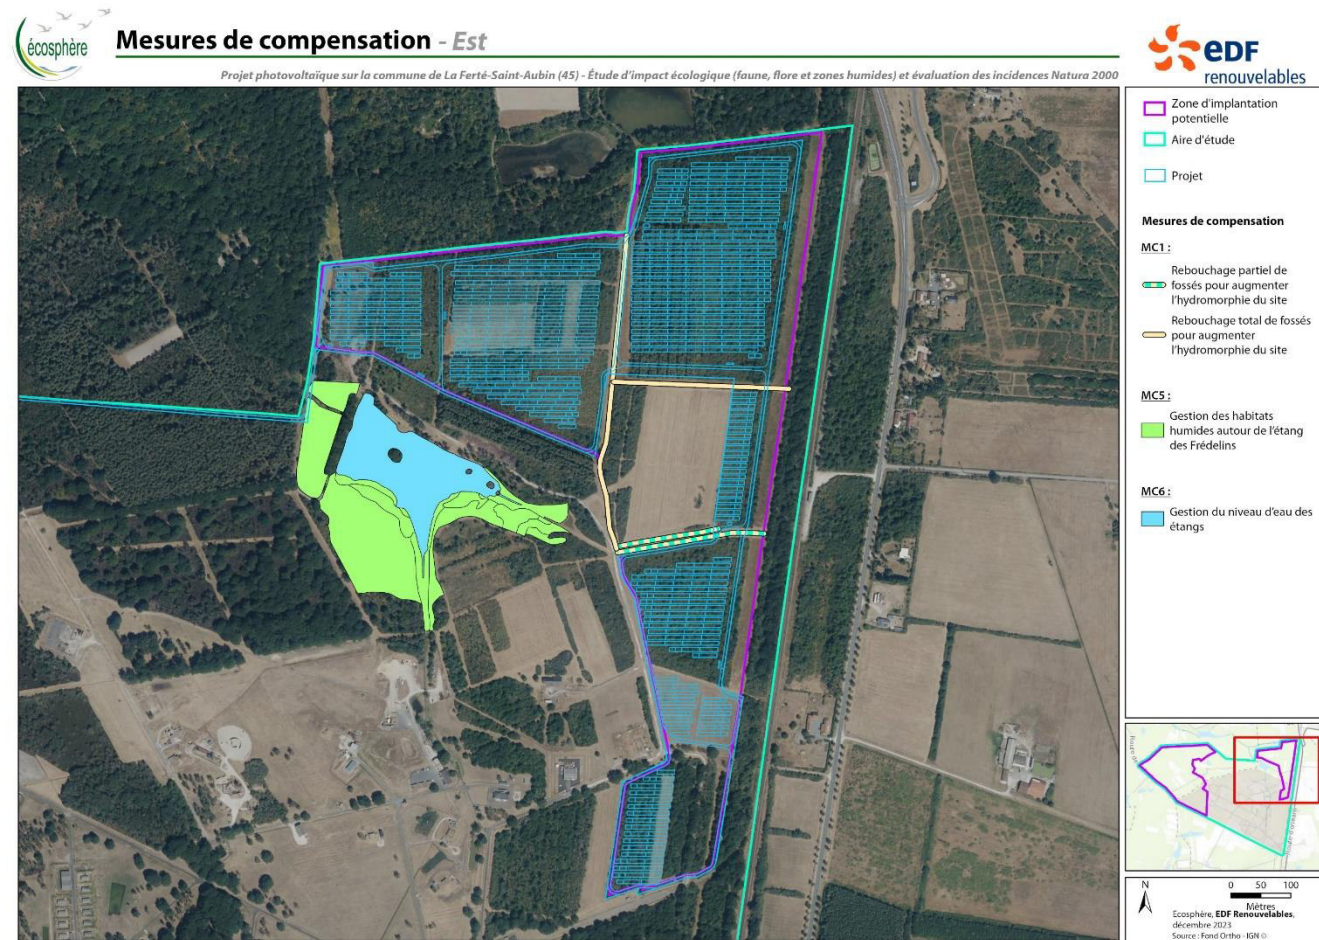 écosphère
Mesures de compensation - Est
Projet photovoltaïque sur la commune de La Ferté-Saint-Aubin (45) - Étude d'impact écologique (faune, flore et zones humides) et évaluation des incidences Natura 2000
eDF
renouvelables
Zone d'implantation
potentielle
Aire d'étude
Projet
Mesures de compensation
MC1 :
Rebouchage partiel de
fossés pour augmenter
l'hydromorphie du site
Rebouchage total de fossés
pour augmenter
l'hydromorphie du site
MC5 :
Gestion des habitats
humides autour de l'étang
des Frédelins
MC6 :
Gestion du niveau d'eau des
étangs
N
0 50 100
Mètres
Ecosphère, EDF Renouvelables,
décembre 2023
Source : Fond Ortho - IGN ©